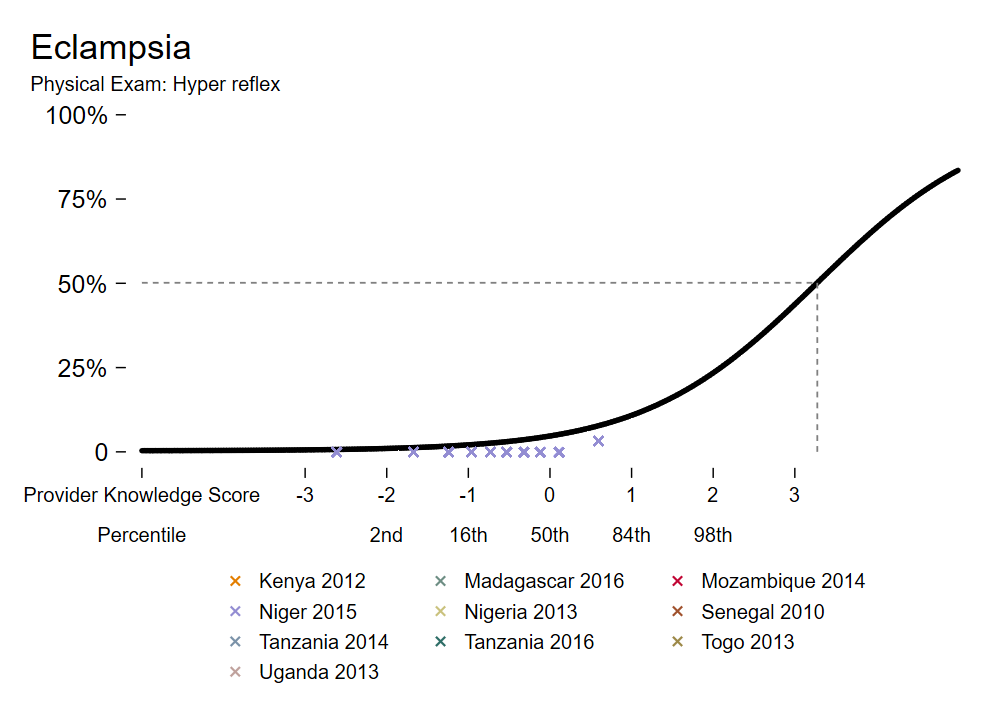 Eclampsia
Physical Exam: Hyper reflex
100%
75%
50%
25%
0
Provider Knowledge Score -3 -2 -1 0 1 2 3
Percentile 2nd 16th 50th 84th 98th
Kenya 2012 Madagascar 2016 Mozambique 2014
Niger 2015 Nigeria 2013 Senegal 2010
Tanzania 2014 Tanzania 2016 Togo 2013
Uganda 2013